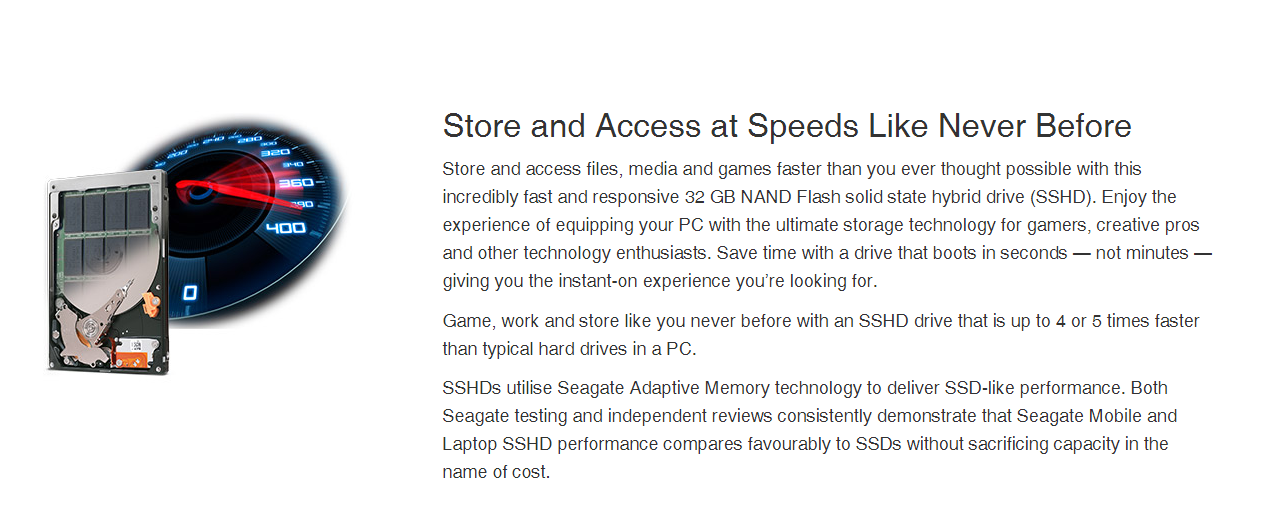 Store and Access at Speeds Like Never Before
Store and access files, media and games faster than you ever thought possible with this
incredibly fast and responsive 32 GB NAND Flash solid state hybrid drive (SSHD). Enjoy the
experience of equipping your PC with the ultimate storage technology for gamers, creative pros
and other technology enthusiasts. Save time with a drive that boots in seconds — not minutes —
giving you the instant-on experience you’re looking for.
Game, work and store like you never before with an SSHD drive that is up to 4 or 5 times faster
than typical hard drives in a PC.
SSHDs utilise Seagate Adaptive Memory technology to deliver SSD-like performance. Both
Seagate testing and independent reviews consistently demonstrate that Seagate Mobile and
Laptop SSHD performance compares favourably to SSDs without sacrificing capacity in the
name of cost.
200
240
280
300
320
340
360
400
0